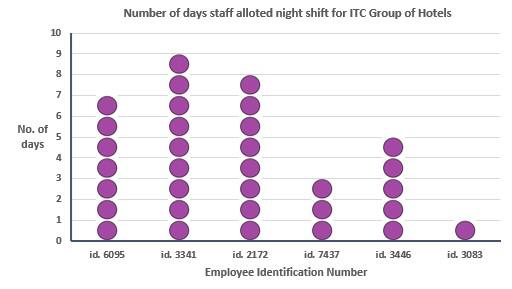 Number of days staff alloted night shift for ITC Group of Hotels
10
9
8
7
6
5
4
3
2
1
0
No. of
days
id. 6095 id. 3341 id. 2172 id. 7437 id. 3446 id. 3083
Employee Identification Number